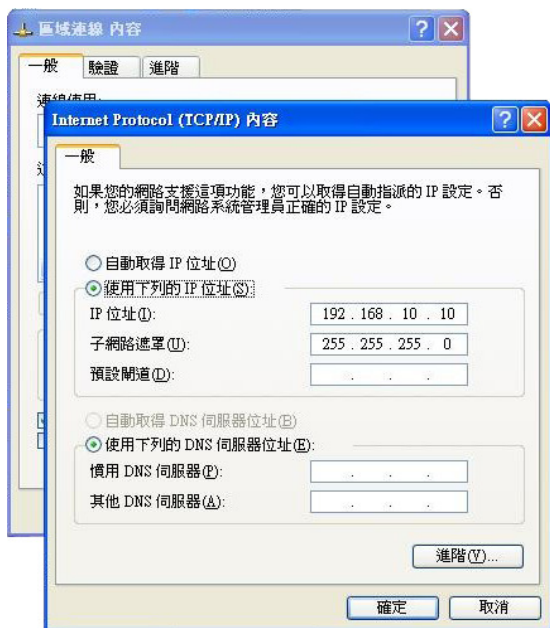 區域連線 內容
一般 驗證 進階
連線使用:
Internet Protocol (TCP/IP) 內容
一般
如果您的網路支援這項功能，您可以取得自動指派的 IP 設定。否
則，您必須詢問網路系統管理員正確的 IP 設定。
自動取得 IP 位址(O)
使用下列的 IP 位址(S):
IP 位址(I): 192 . 168 . 10 . 10
子網路遮罩(U): 255 . 255 . 255 . 0
預設閘道(D): . . .
自動取得 DNS 伺服器位址(B)
使用下列的 DNS 伺服器位址(E):
慣用 DNS 伺服器(P): . . .
其他 DNS 伺服器(A): . . .
進階(V)...
確定 取消